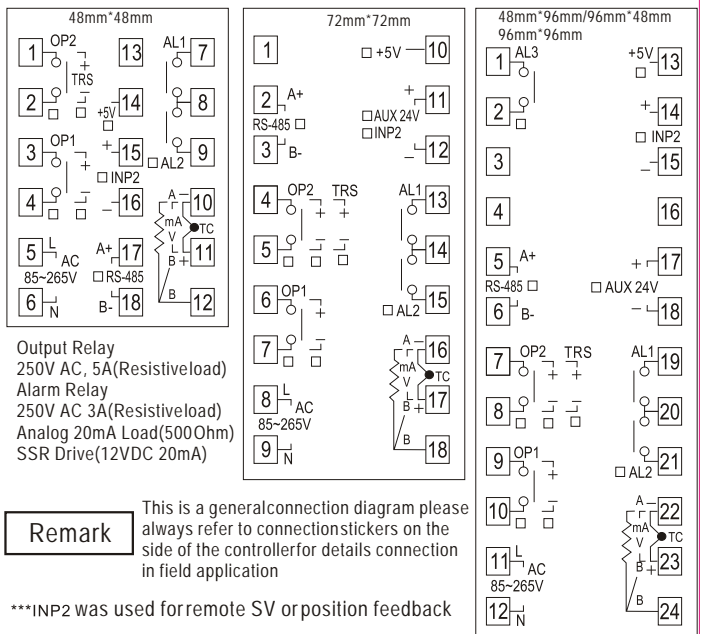 48mm*48mm
1 OP2 13 AL1 7
+
TRS
2 − − +5V 14 8
3 OP1 + + 15 AL2 9
INP2
4 − − 16 A − 10
mA
V TC
5 L AC A+ 17 B + 11
85~265V RS-485
6 N B- 18 B 12
Output Relay
250V AC, 5A(Resistiveload)
Alarm Relay
250V AC 3A(Resistiveload)
Analog 20mA Load(500Ohm)
SSR Drive(12VDC 20mA)
72mm*72mm
1 +5V 10
2 A+ + 11
RS-485 AUX 24V
INP2
3 B- − 12
4 OP2 TRS AL1 13
+ +
5 − − 14
6 OP1 + 15
AL2
7 − A − 16
mA
V TC
8 L AC B + 17
85~265V
9 N B 18
48mm*96mm/96mm*48mm
96mm*96mm
1 AL3 +5V 13
2 + 14
INP2
3 − 15
4 16
5 A+ + 17
RS-485 AUX 24V
6 B- − 18
7 OP2 TRS AL1 19
+ +
8 − − 20
9 OP1 + 21
AL2
10 − A − 22
mA
V TC
11 L AC B + 23
85~265V
12 N B 24
Remark
This is a generalconnection diagram please
always refer to connectionstickers on the
side of the controllerfor details connection
in field application
***INP2 was used forremote SV orposition feedback